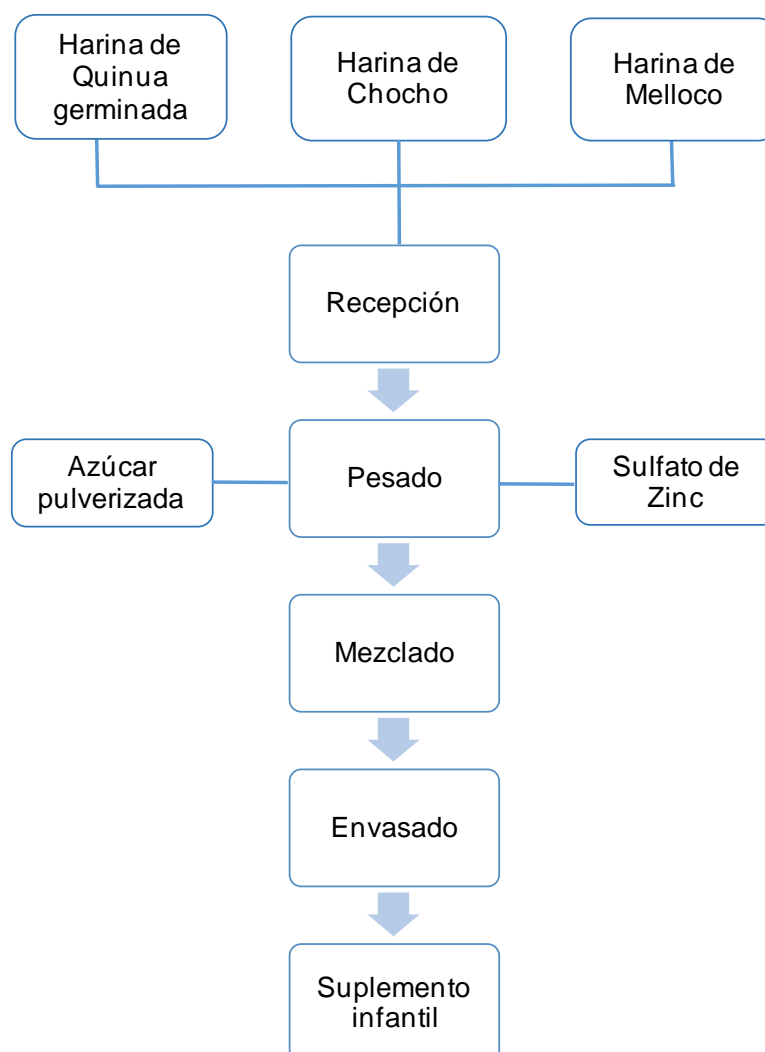 Harina de
Quinua
germinada
Harina de
Chocho
Harina de
Melloco
Recepción
Azúcar
pulverizada
Pesado
Sulfato de
Zinc
Mezclado
Envasado
Suplemento
infantil